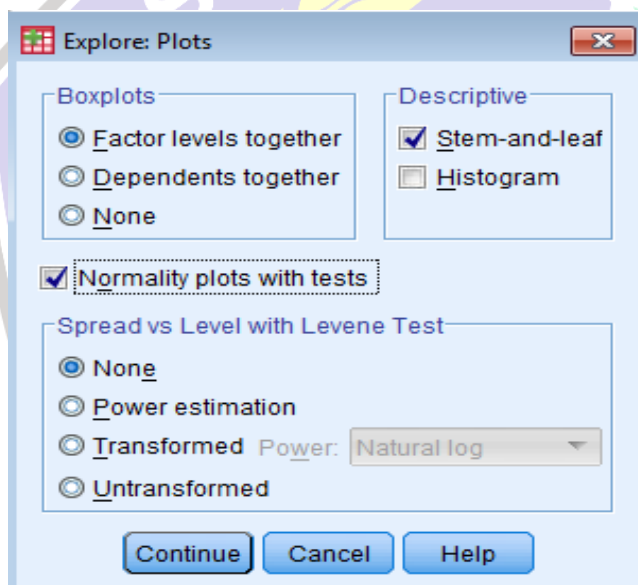 Explore: Plots
Boxplots
Factor levels together
Dependents together
None
Descriptive
Stem-and-leaf
Histogram
Normality plots with tests
Spread vs Level with Levene Test
None
Power estimation
Transformed Power: Natural log
Untransformed
Continue Cancel Help